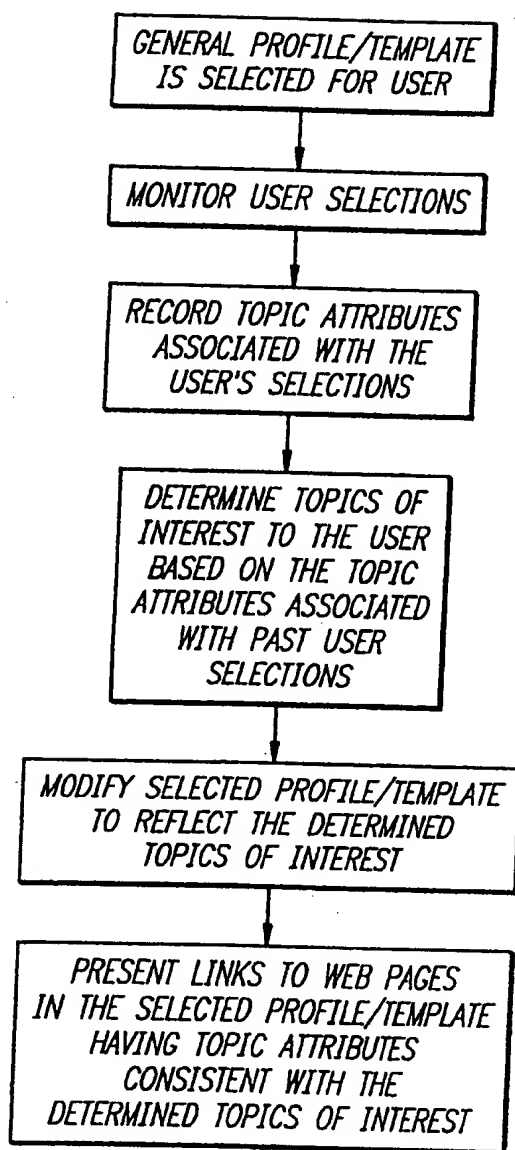 GENERAL PROFILE/TEMPLATE
IS SELECTED FOR USER
MONITOR USER SELECTIONS
RECORD TOPIC ATTRIBUTES
ASSOCIATED WITH THE
USER'S SELECTIONS
DETERMINE TOPICS OF
INTEREST TO THE USER
BASED ON THE TOPIC
ATTRIBUTES ASSOCIATED
WITH PAST USER
SELECTIONS
MODIFY SELECTED PROFILE/TEMPLATE
TO REFLECT THE DETERMINED
TOPICS OF INTEREST
PRESENT LINKS TO WEB PAGES
IN THE SELECTED PROFILE/TEMPLATE
HAVING TOPIC ATTRIBUTES
CONSISTENT WITH THE
DETERMINED TOPICS OF INTEREST